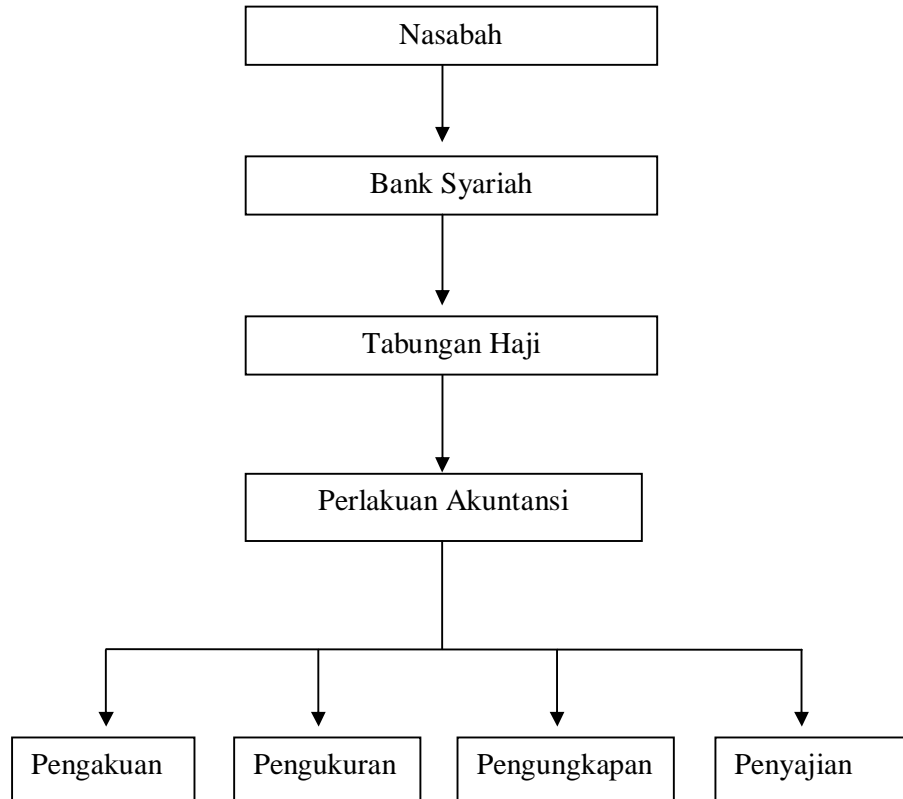 Nasabah
Bank Syariah
Tabungan Haji
Perlakuan Akuntansi
Pengakuan
Pengukuran
Pengungkapan
Penyajian